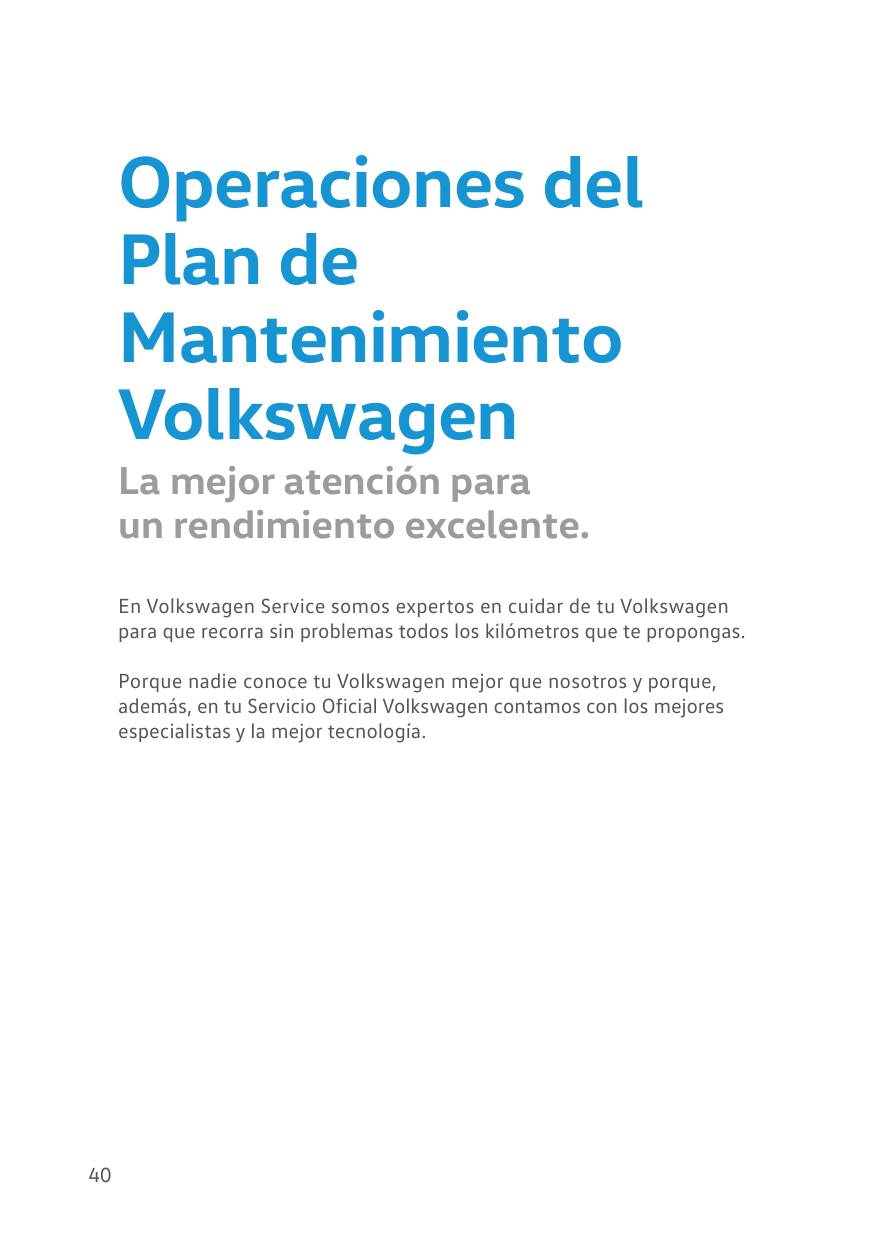 Operaciones del
Plan de
Mantenimiento
Volkswagen
La mejor atención para
un rendimiento excelente.
En Volkswagen Service somos expertos en cuidar de tu Volkswagen
para que recorra sin problemas todos los kilómetros que te propongas.
Porque nadie conoce tu Volkswagen mejor que nosotros y porque,
además, en tu Servicio Oficial Volkswagen contamos con los mejores
especialistas y la mejor tecnología.
40